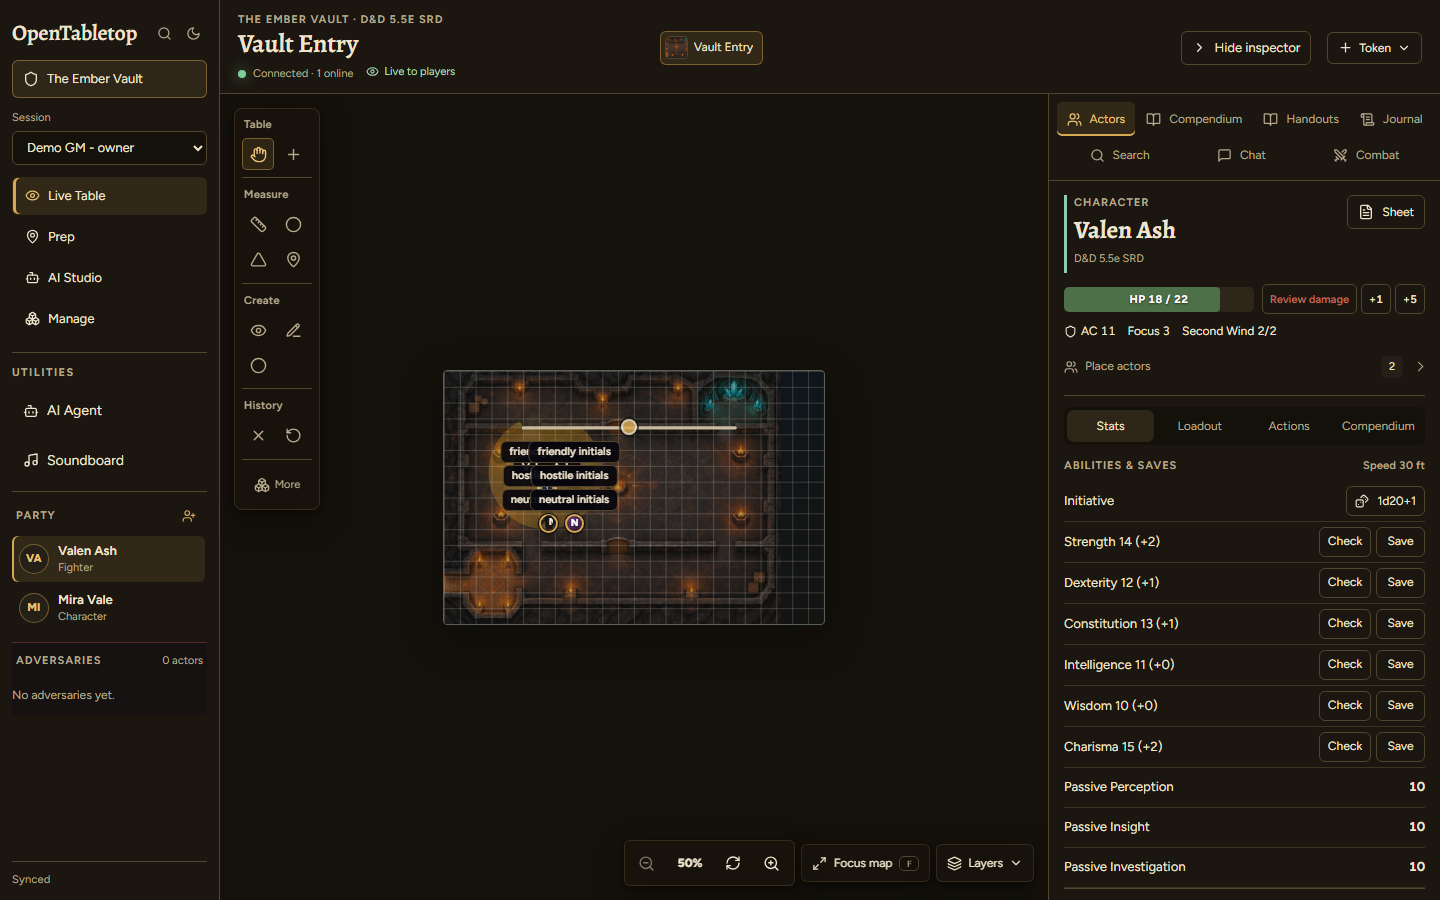 OpenTabletop
The Ember Vault
Session
Demo GM - owner
Live Table
Prep
AI Studio
Manage
UTILITIES
AI Agent
Soundboard
PARTY
VA
Valen Ash
Fighter
MI
Mira Vale
Character
ADVERSARIES
0 actors
No adversaries yet.
Synced
THE EMBER VAULT · D&D 5.5E SRD
Vault Entry
Connected · 1 online
Live to players
Vault Entry
Hide inspector
Token
Table
Measure
Create
History
More
friendly initials
hostile initials
neutral initials
N
50%
Focus map
F
Layers
Actors
Compendium
Handouts
Journal
Search
Chat
Combat
CHARACTER
Valen Ash
D&D 5.5e SRD
Sheet
HP 18 / 22
Review damage
+1
+5
AC 11
Focus 3
Second Wind 2/2
Place actors
2
Stats
Loadout
Actions
Compendium
ABILITIES & SAVES
Speed 30 ft
Initiative
1d20+1
Strength 14 (+2)
Check
Save
Dexterity 12 (+1)
Check
Save
Constitution 13 (+1)
Check
Save
Intelligence 11 (+0)
Check
Save
Wisdom 10 (+0)
Check
Save
Charisma 15 (+2)
Check
Save
Passive Perception
10
Passive Insight
10
Passive Investigation
10